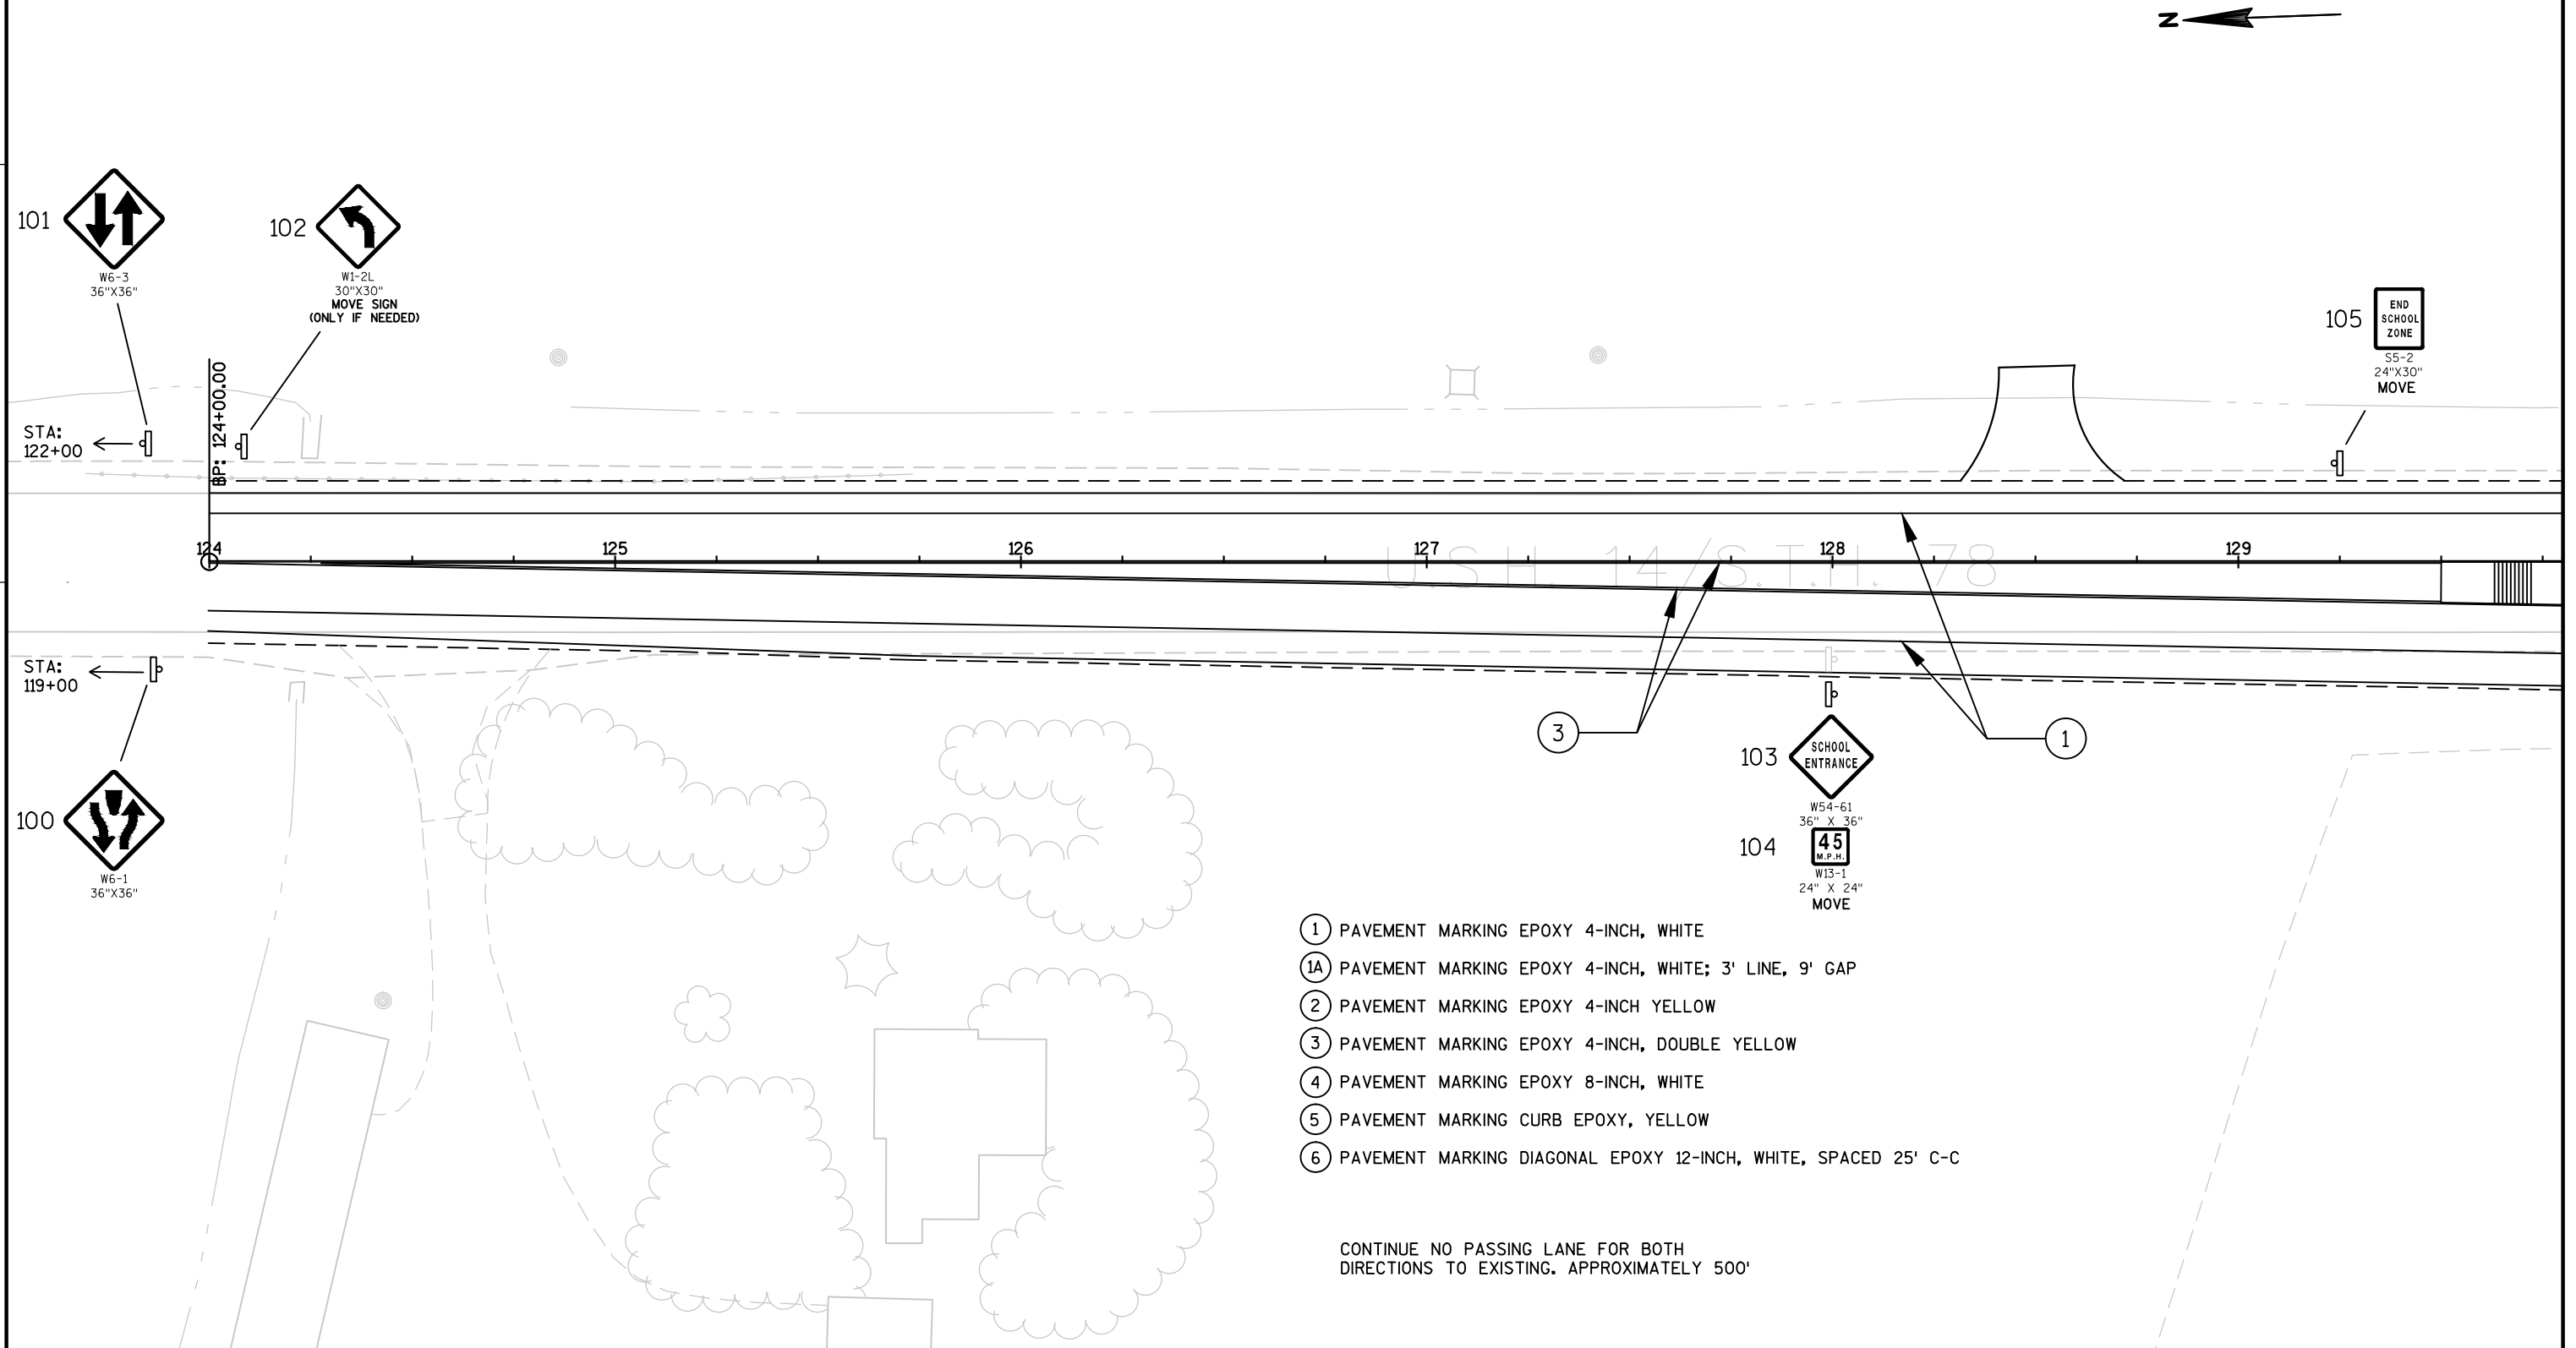 N
101
W6-3
36"X36"
102
W1-2L
30"X30"
MOVE SIGN
(ONLY IF NEEDED)
105
END
SCHOOL
ZONE
S5-2
24"X30"
MOVE
STA:
122+00
BP: 124+00.00
124
125
126
127
128
129
U.S.H. 14/S.T.H. 78
STA:
119+00
100
W6-1
36"X36"
3
1
103
SCHOOL
ENTRANCE
W54-61
36" X 36"
104
45
M.P.H.
W13-1
24" X 24"
MOVE
1 PAVEMENT MARKING EPOXY 4-INCH, WHITE
1A PAVEMENT MARKING EPOXY 4-INCH, WHITE; 3' LINE, 9' GAP
2 PAVEMENT MARKING EPOXY 4-INCH YELLOW
3 PAVEMENT MARKING EPOXY 4-INCH, DOUBLE YELLOW
4 PAVEMENT MARKING EPOXY 8-INCH, WHITE
5 PAVEMENT MARKING CURB EPOXY, YELLOW
6 PAVEMENT MARKING DIAGONAL EPOXY 12-INCH, WHITE, SPACED 25' C-C
CONTINUE NO PASSING LANE FOR BOTH
DIRECTIONS TO EXISTING. APPROXIMATELY 500'